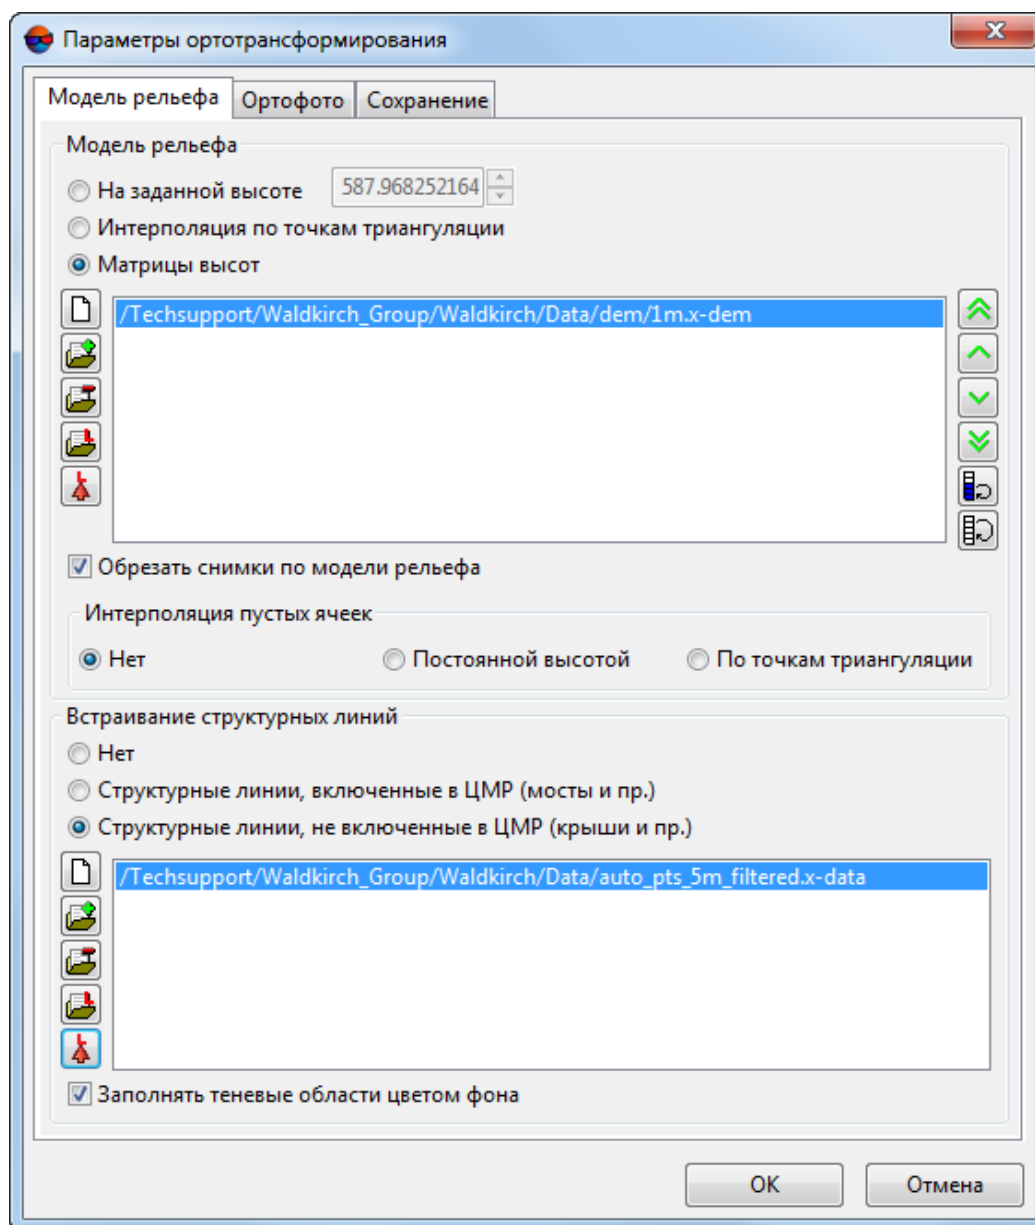 Параметры ортотрансформирования
Модель рельефа Ортофото Сохранение
Модель рельефа
На заданной высоте 587.968252164
Интерполяция по точкам триангуляции
Матрицы высот
/Techsupport/Waldkirch_Group/Waldkirch/Data/dem/1m.x-dem
Обрезать снимки по модели рельефа
Интерполяция пустых ячеек
Нет Постоянной высотой По точкам триангуляции
Встраивание структурных линий
Нет
Структурные линии, включенные в ЦМР (мосты и пр.)
Структурные линии, не включенные в ЦМР (крыши и пр.)
/Techsupport/Waldkirch_Group/Waldkirch/Data/auto_pts_5m_filtered.x-data
Заполнять теневые области цветом фона
OK Отмена